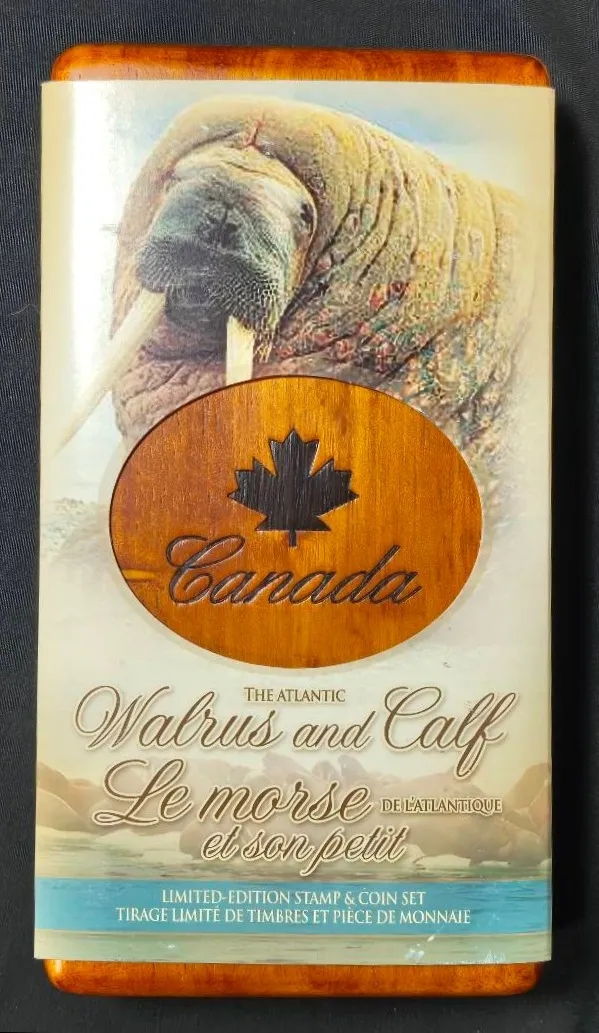 Canada
THE ATLANTIC
Walrus and Calf
Le morse DE L'ATLANTIQUE
et son petit
LIMITED-EDITION STAMP & COIN SET
TIRAGE LIMITÉ DE TIMBRES ET PIÈCE DE MONNAIE